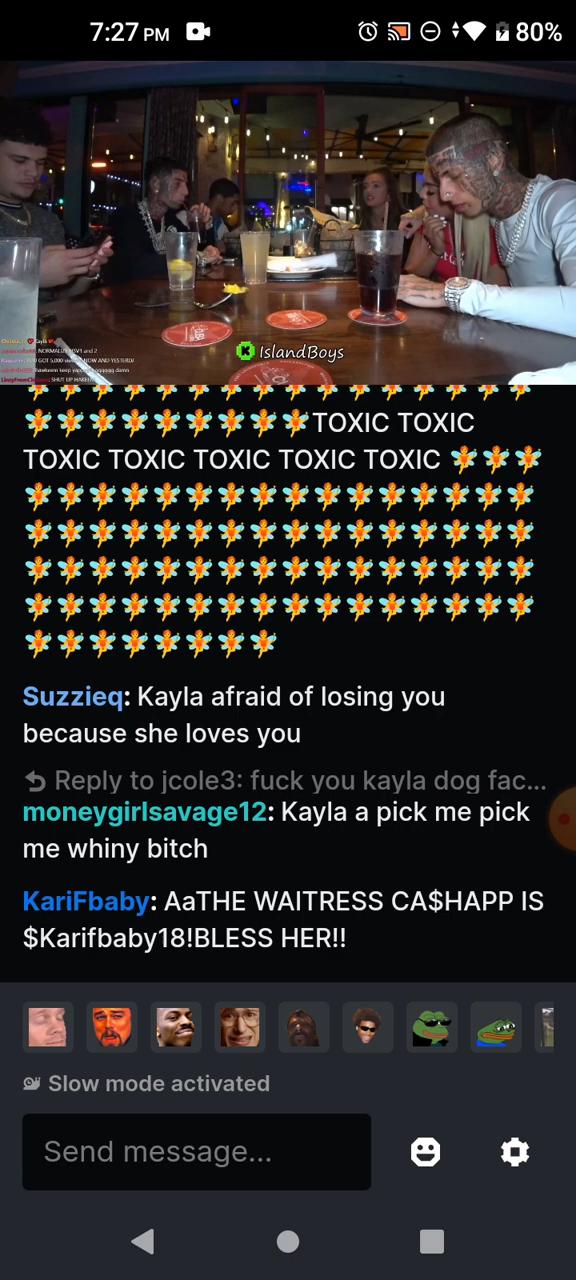 7:27 PM
80%
IslandBoys
TOXIC TOXIC
TOXIC TOXIC TOXIC TOXIC TOXIC
Suzzieq: Kayla afraid of losing you
because she loves you
Reply to jcole3: fuck you kayla dog fac...
moneygirlsavage12: Kayla a pick me pick
me whiny bitch
KariFbaby: AaTHE WAITRESS CA$HAPP IS
$Karifbaby18!BLESS HER!!
Slow mode activated
Send message...